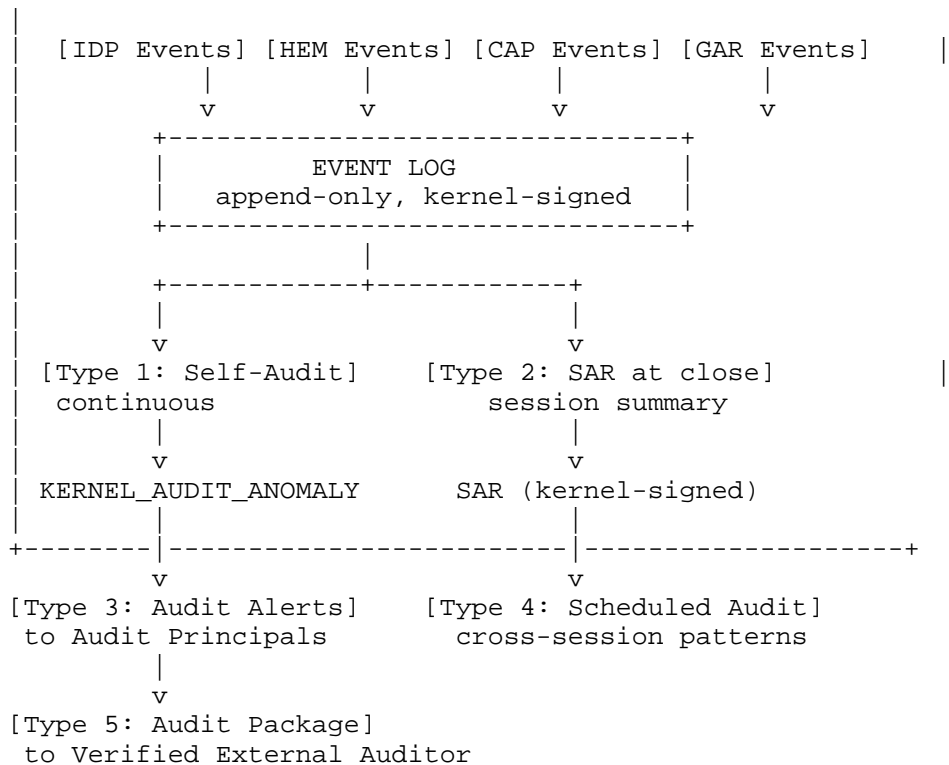 [IDP Events] [HEM Events] [CAP Events] [GAR Events]
v v v v
EVENT LOG
append-only, kernel-signed
v v
[Type 1: Self-Audit] [Type 2: SAR at close]
continuous session summary
v v
KERNEL_AUDIT_ANOMALY SAR (kernel-signed)
v v
[Type 3: Audit Alerts] [Type 4: Scheduled Audit]
to Audit Principals cross-session patterns
v
[Type 5: Audit Package]
to Verified External Auditor